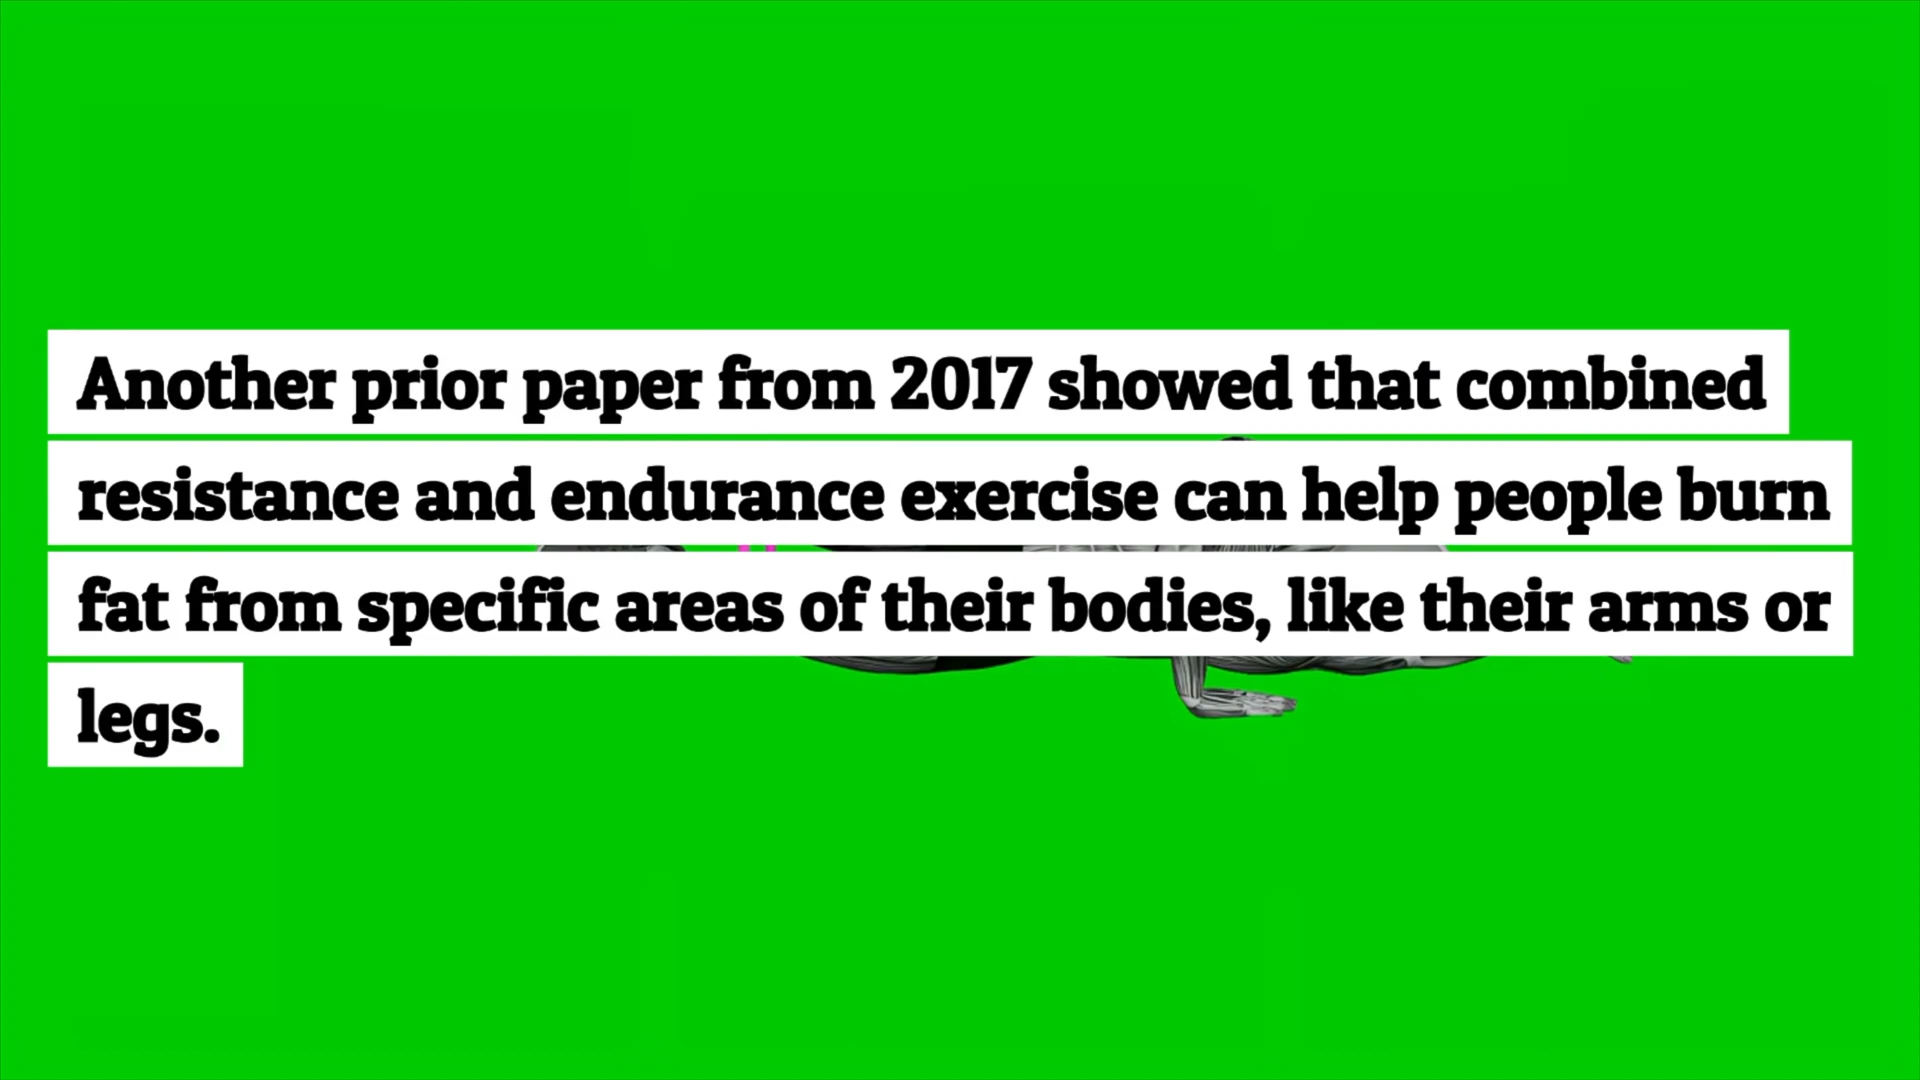 Another prior paper from 2017 showed that combined
resistance and endurance exercise can help people burn
fat from specific areas of their bodies, like their arms or
legs.